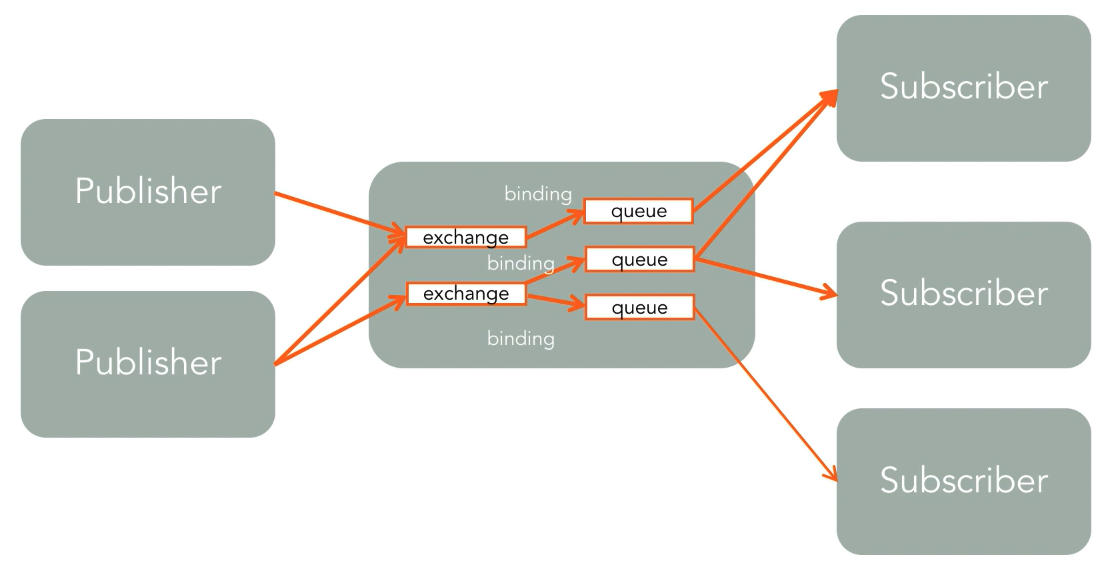 Publisher
Publisher
binding
exchange
queue
binding
queue
exchange
queue
binding
Subscriber
Subscriber
Subscriber